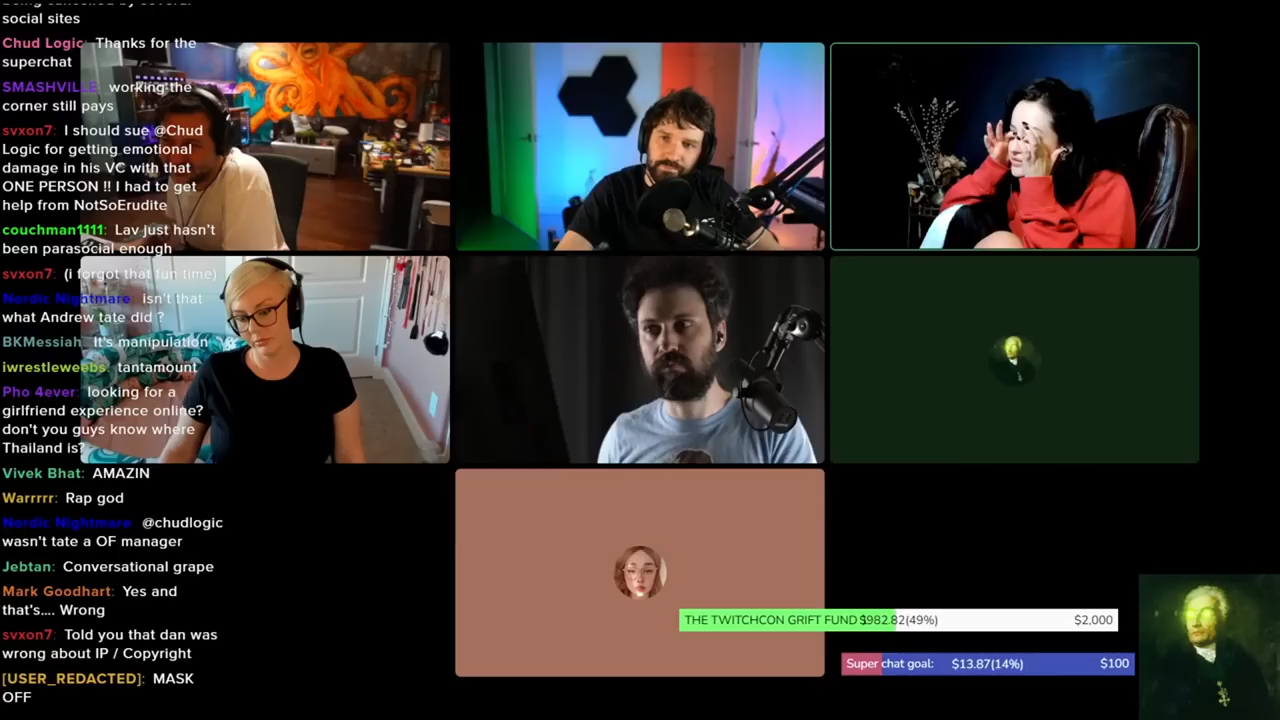 being cancelled by several
social sites
Chud Logic: Thanks for the
superchat
SMASHVILLE working the
corner still pays
svxon7: I should sue @Chud
Logic for getting emotional
damage in his VC with that
ONE PERSON !! I had to get
help from NotSoErudite
couchman1111: Lav just hasn't
been parasocial enough
svxon7: (i forgot that fun time)
Nordic Nightmare isn't that
what Andrew tate did ?
BKMessiah: It's manipulation
iwrestleweebs: tantamount
Pho 4ever: looking for a
girlfriend experience online?
don't you guys know where
Thailand is?
Vivek Bhat: AMAZIN
Warrrrr: Rap god
Nordic Nightmare @chudlogic
wasn't tate a OF manager
Jebtan: Conversational grape
Mark Goodhart: Yes and
that's.... Wrong
svxon7: Told you that dan was
wrong about IP / Copyright
[USER_REDACTED]: MASK
OFF
THE TWITCHCON GRIFT FUND $982.82(49%) $2,000
Super chat goal: $13.87(14%) $100